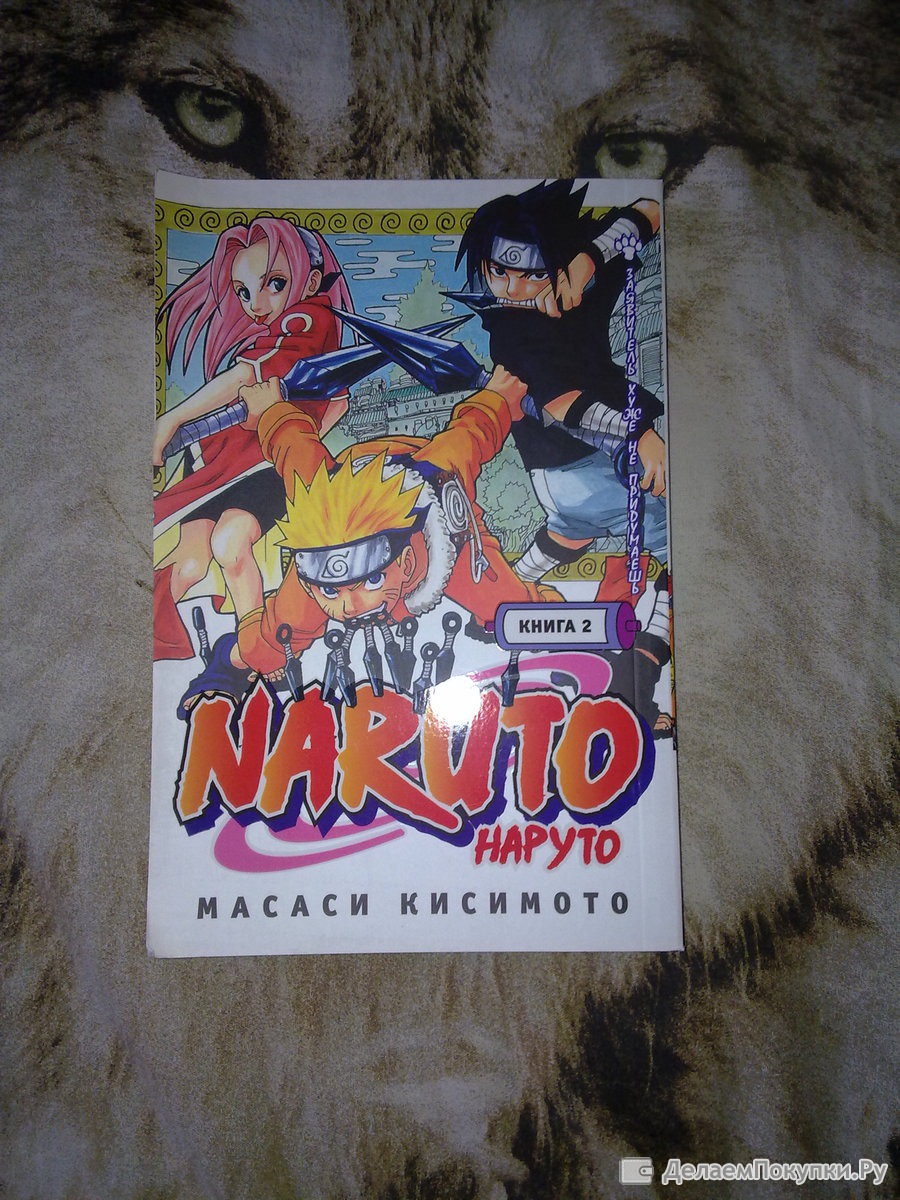 ЗАЯВИТЕЛЬ ХУЖЕ НЕ ПРИДУМАЕШЬ
КНИГА 2
NARUTO
НАРУТО
МАСАСИ КИСИМОТО
ДелаемПокупки.Ру